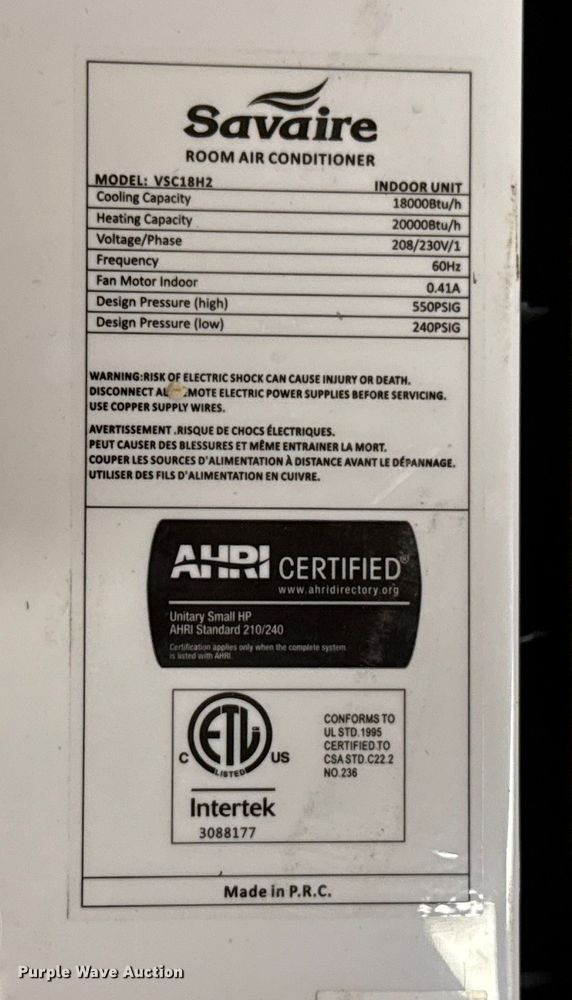 Savaire
ROOM AIR CONDITIONER
MODEL: VSC18H2 INDOOR UNIT
Cooling Capacity 18000Btu/h
Heating Capacity 20000Btu/h
Voltage/Phase 208/230V/1
Frequency 60Hz
Fan Motor Indoor 0.41A
Design Pressure (high) 550PSIG
Design Pressure (low) 240PSIG
WARNING:RISK OF ELECTRIC SHOCK CAN CAUSE INJURY OR DEATH.
DISCONNECT AL MOTE ELECTRIC POWER SUPPLIES BEFORE SERVICING.
USE COPPER SUPPLY WIRES.
AVERTISSEMENT.RISQUE DE CHOCS ÉLECTRIQUES.
PEUT CAUSER DES BLESSURES ET MÊME ENTRAINER LA MORT.
COUPER LES SOURCES D'ALIMENTATION À DISTANCE AVANT LE DÉPANNAGE.
UTILISER DES FILS D'ALIMENTATION EN CUIVRE.
AHRI CERTIFIED®
www.ahridirectory.org
Unitary Small HP
AHRI Standard 210/240
Certification applies only when the complete system
is listed with AHRI.
ETL
LISTED
C US
Intertek
3088177
CONFORMS TO
UL STD.1995
CERTIFIED.TO
CSA STD.C22.2
NO.236
Made in P.R.C.
Purple Wave Auction